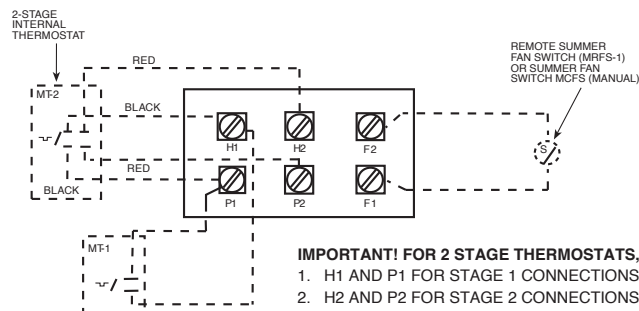 2-STAGE
INTERNAL
THERMOSTAT
RED
REMOTE SUMMER
FAN SWITCH (MRFS-1)
OR SUMMER FAN
SWITCH MCFS (MANUAL)
MT-2
BLACK
H1
H2
F2
S
RED
BLACK
P1
P2
F1
MT-1
IMPORTANT! FOR 2 STAGE THERMOSTATS,
1. H1 AND P1 FOR STAGE 1 CONNECTIONS
2. H2 AND P2 FOR STAGE 2 CONNECTIONS